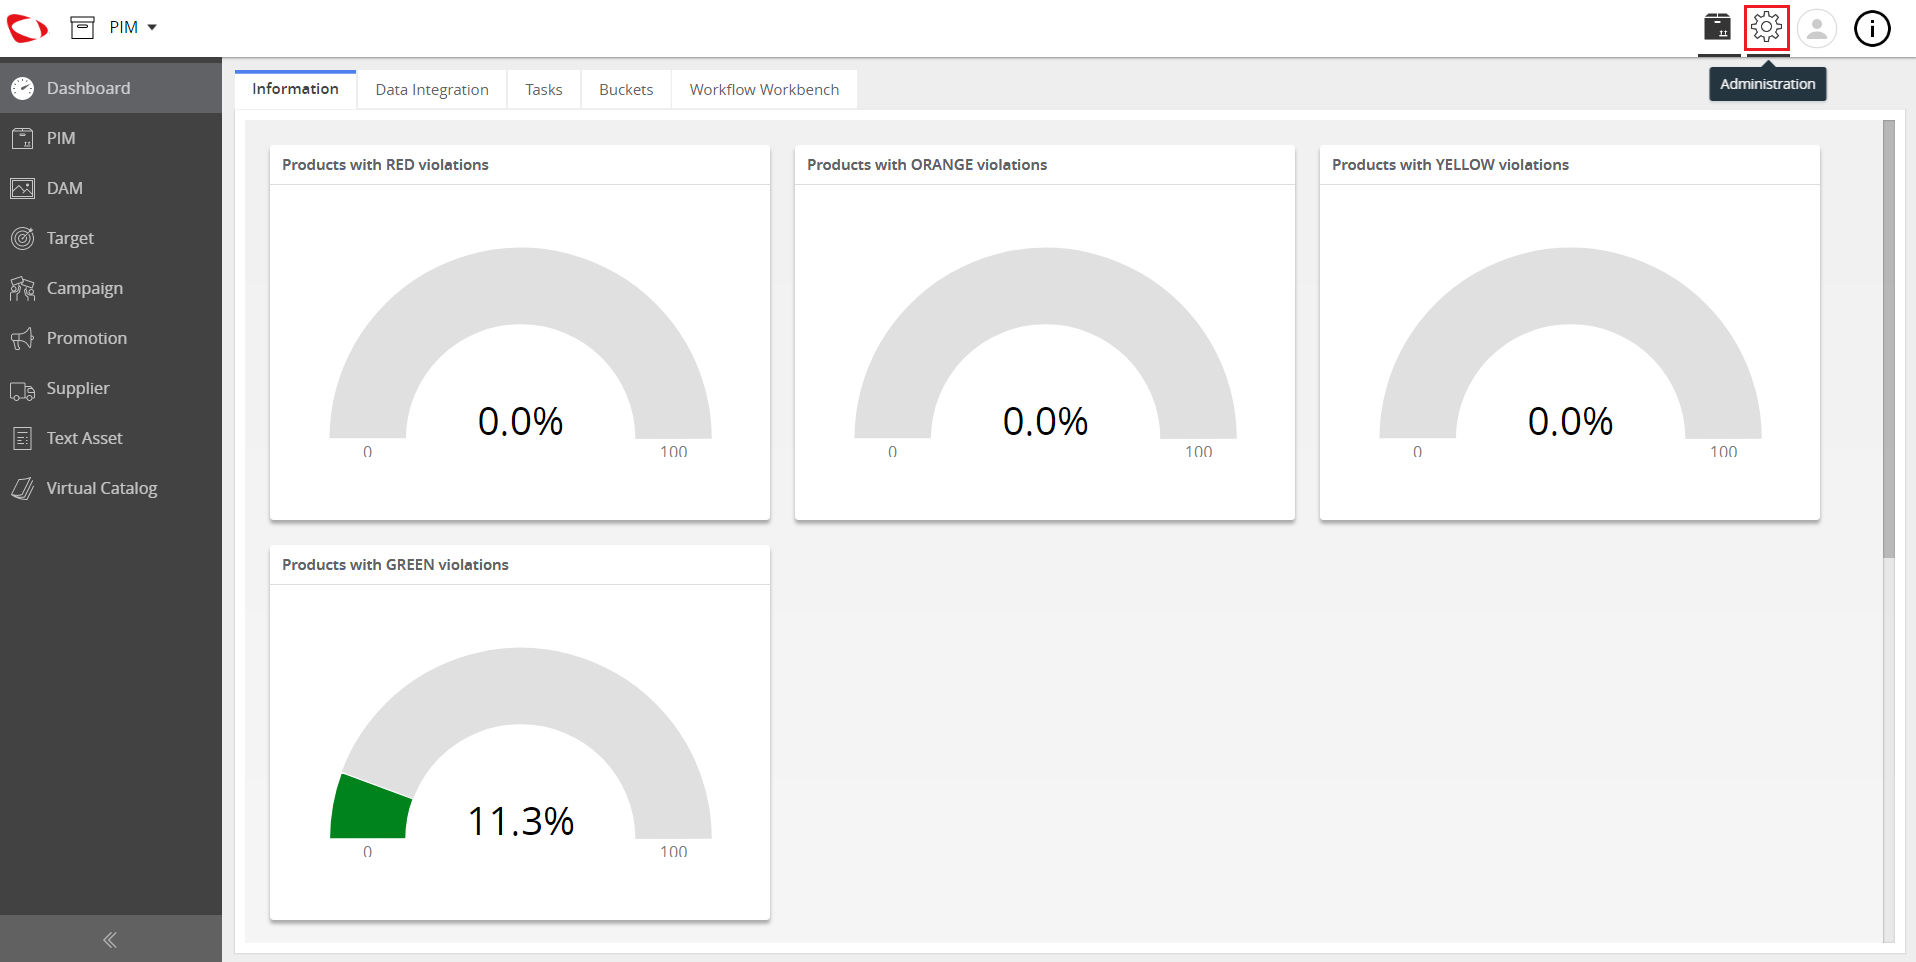 PIM
Administration
Dashboard
PIM
DAM
Target
Campaign
Promotion
Supplier
Text Asset
Virtual Catalog
Information
Data Integration
Tasks
Buckets
Workflow Workbench
Products with RED violations
0.0%
0
100
Products with ORANGE violations
0.0%
0
100
Products with YELLOW violations
0.0%
0
100
Products with GREEN violations
11.3%
0
100